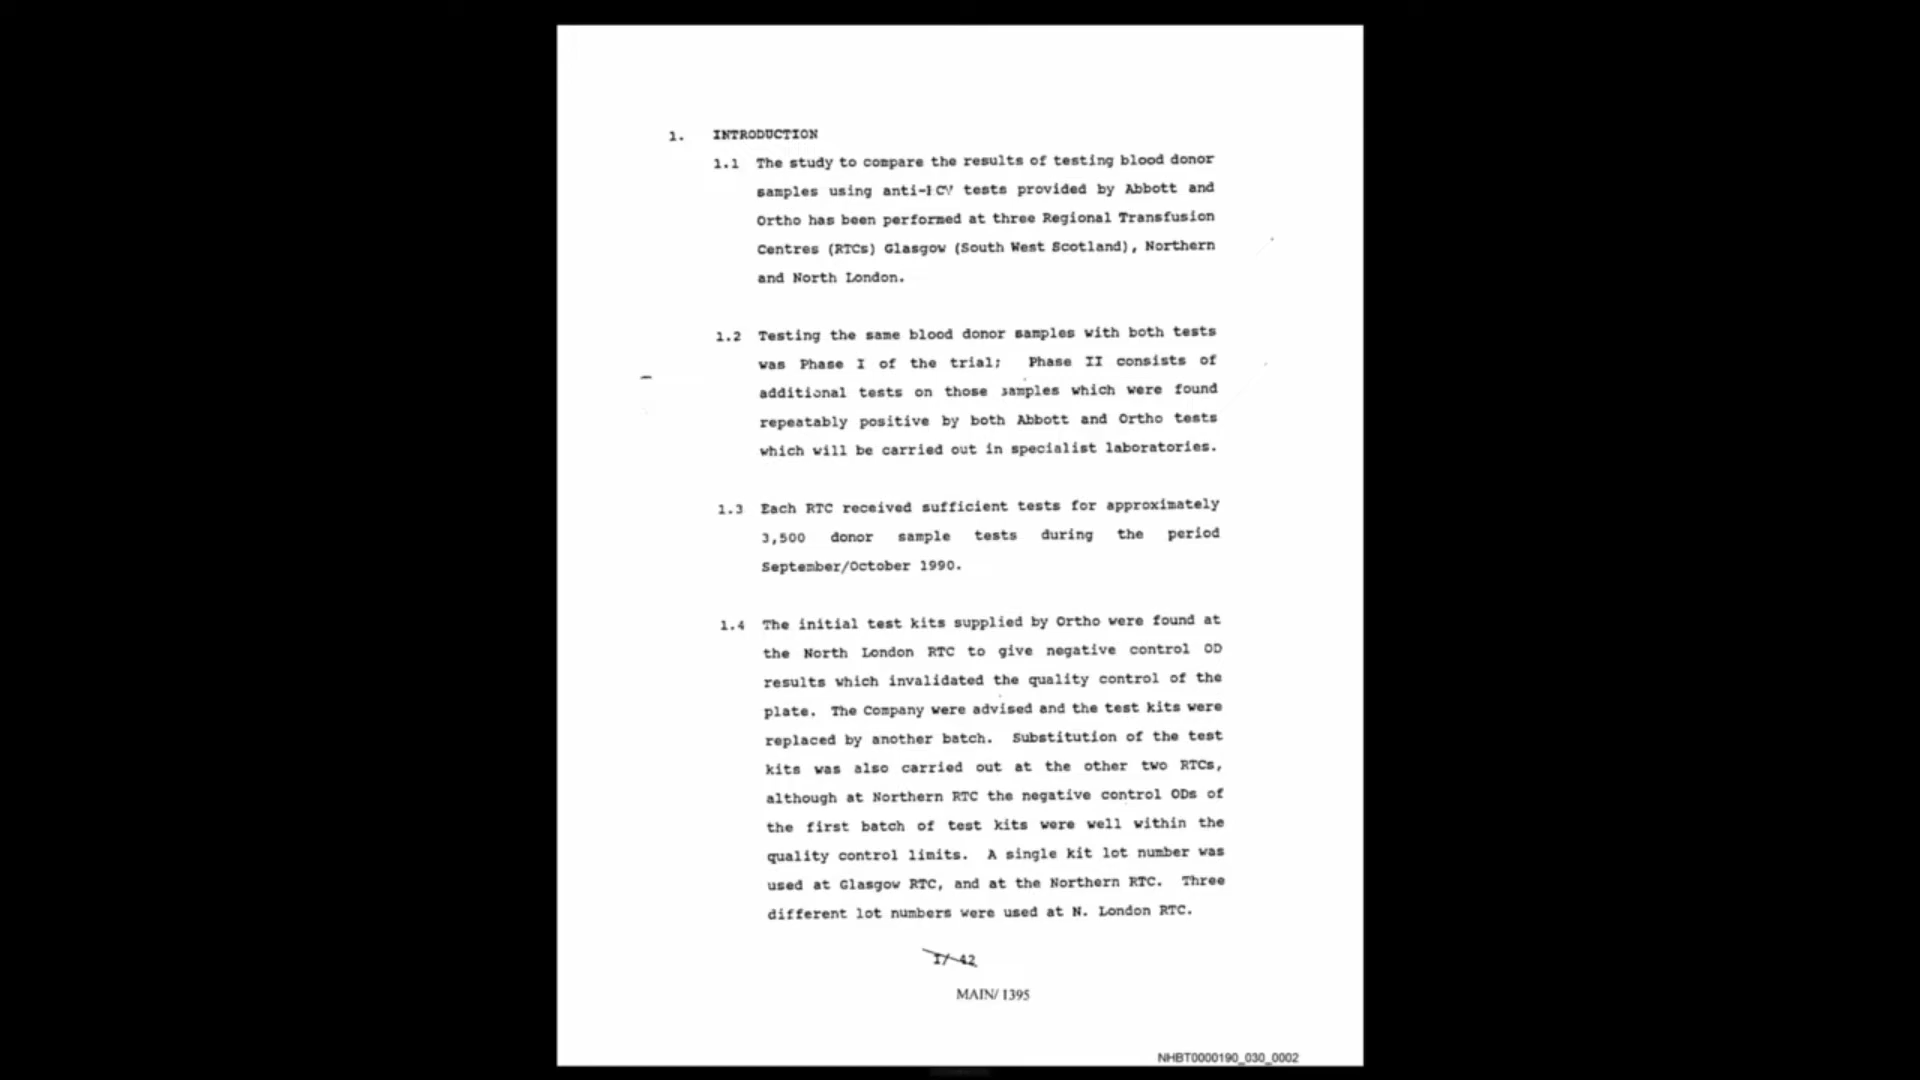 1. INTRODUCTION
1.1 The study to compare the results of testing blood donor
samples using anti-HCV tests provided by Abbott and
Ortho has been performed at three Regional Transfusion
Centres (RTCs) Glasgow (South West Scotland), Northern
and North London.
1.2 Testing the same blood donor samples with both tests
was Phase I of the trial; Phase II consists of
additional tests on those samples which were found
repeatably positive by both Abbott and Ortho tests
which will be carried out in specialist laboratories.
1.3 Each RTC received sufficient tests for approximately
3,500 donor sample tests during the period
September/October 1990.
1.4 The initial test kits supplied by Ortho were found at
the North London RTC to give negative control OD
results which invalidated the quality control of the
plate. The Company were advised and the test kits were
replaced by another batch. Substitution of the test
kits was also carried out at the other two RTCs,
although at Northern RTC the negative control ODs of
the first batch of test kits were well within the
quality control limits. A single kit lot number was
used at Glasgow RTC, and at the Northern RTC. Three
different lot numbers were used at N. London RTC.
I/ 42
MAIN/ 1395
NHBT0000190_030_0002